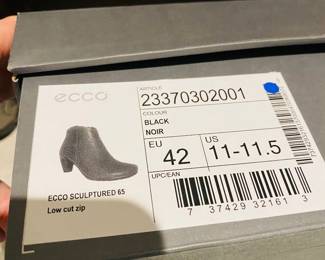 ecco
ARTICLE
23370302001
COLOUR
BLACK
NOIR
EU
42
US
11-11.5
UPC/EAN
ECCO SCULPTURED 65
Low cut zip
7 37429 32161 3